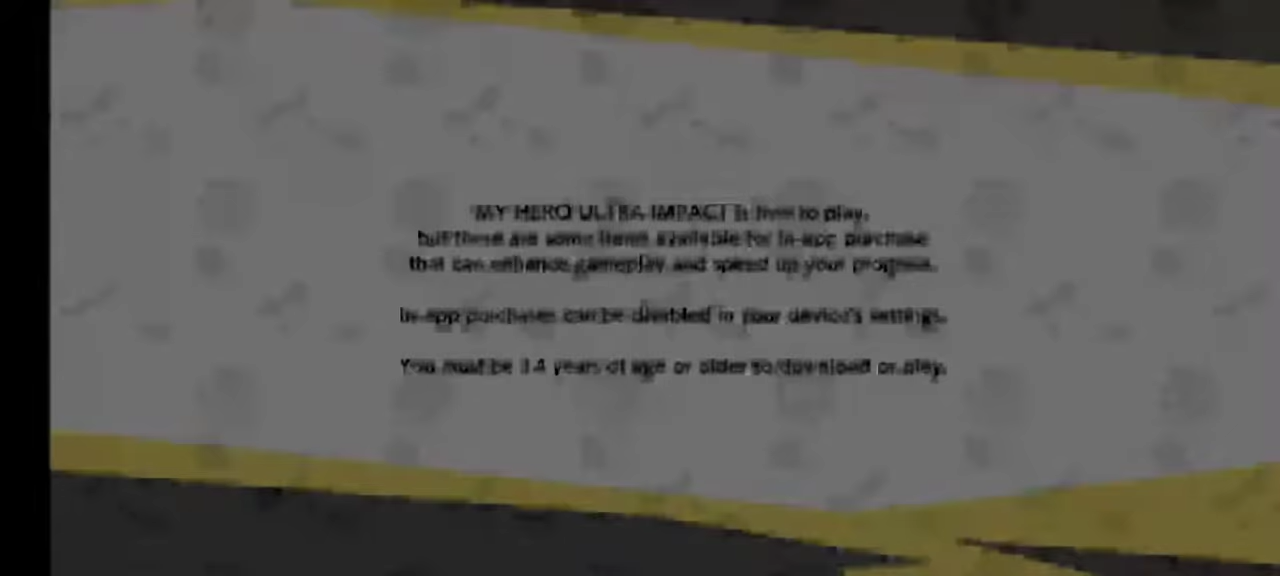 MY HERO ULTRA IMPACT is free to play,
but there are some items available for in-app purchase
that can enhance gameplay and speed up your progress.
In-app purchases can be disabled in your device's settings.
You must be 14 years of age or older to download or play.